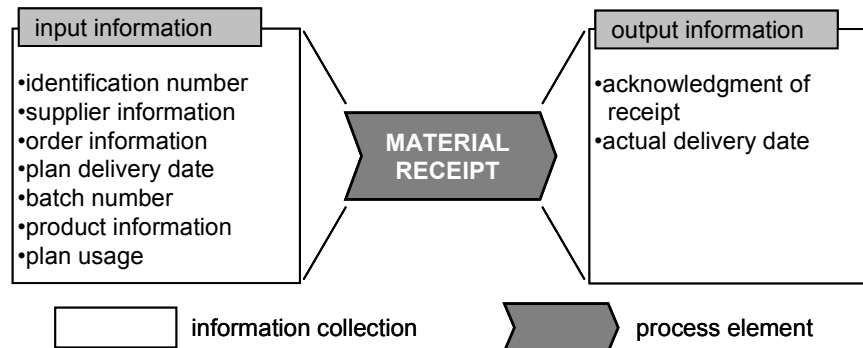 input information
•identification number
•supplier information
•order information
•plan delivery date
•batch number
•product information
•plan usage
MATERIAL
RECEIPT
output information
•acknowledgment of
receipt
•actual delivery date
information collection
process element